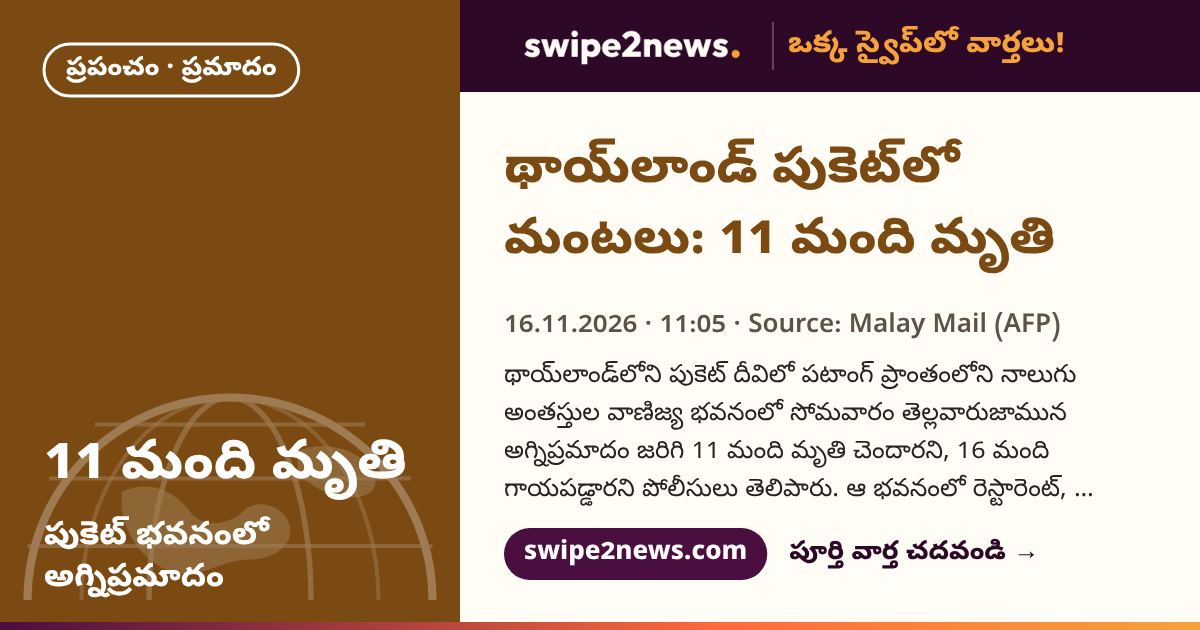 ప్రపంచం · ప్రమాదం
11 మంది మృతి
పుకెట్ భవనంలో
అగ్నిప్రమాదం
swipe2news.
ఒక్క స్వైప్‌లో వార్తలు!
థాయ్‌లాండ్ పుకెట్‌లో
మంటలు: 11 మంది మృతి
16.11.2026 · 11:05 · Source: Malay Mail (AFP)
థాయ్‌లాండ్‌లోని పుకెట్ దీవిలో పటాంగ్ ప్రాంతంలోని నాలుగు
అంతస్తుల వాణిజ్య భవనంలో సోమవారం తెల్లవారుజామున
అగ్నిప్రమాదం జరిగి 11 మంది మృతి చెందారని, 16 మంది
గాయపడ్డారని పోలీసులు తెలిపారు. ఆ భవనంలో రెస్టారెంట్, ...
swipe2news.com
పూర్తి వార్త చదవండి →